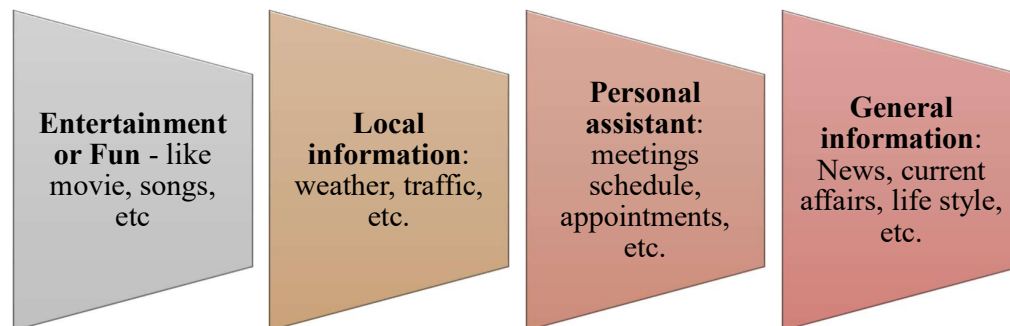 Entertainment
or Fun - like
movie, songs,
etc
Local
information:
weather, traffic,
etc.
Personal
assistant:
meetings
schedule,
appointments,
etc.
General
information:
News, current
affairs, life style,
etc.